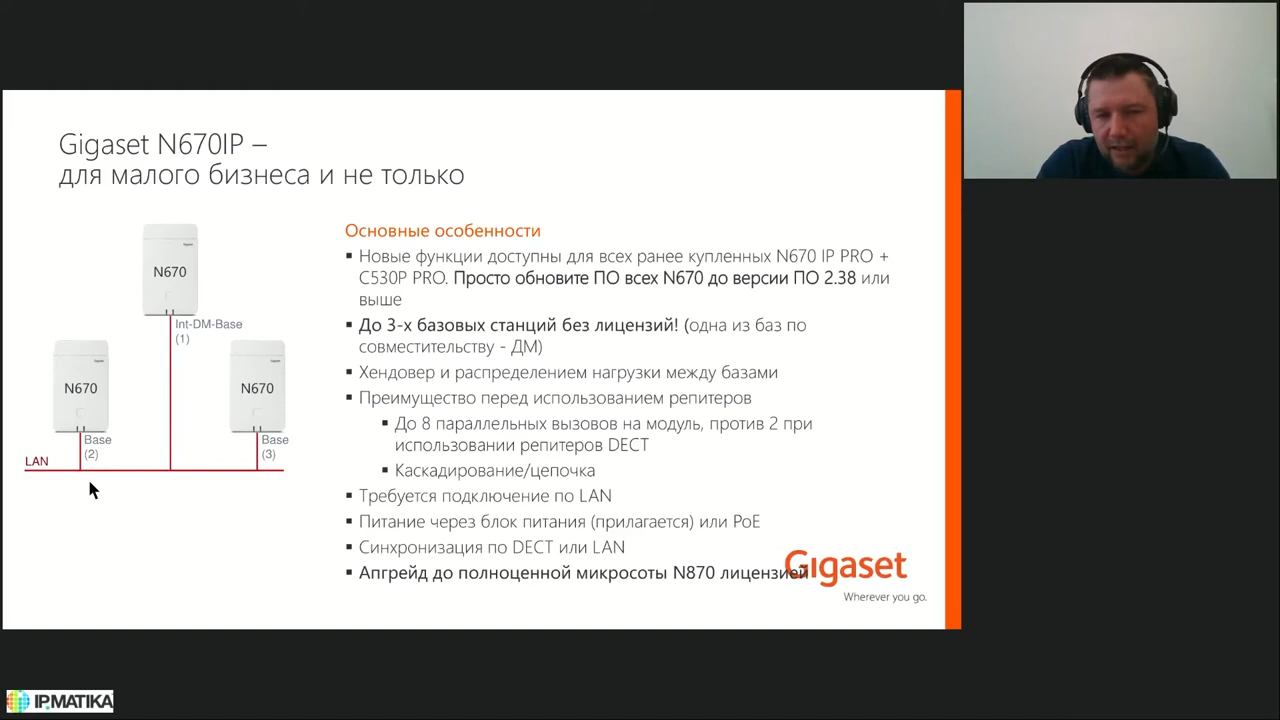 Gigaset N670IP –
для малого бизнеса и не только
N670
Int-DM-Base
(1)
N670
N670
Base
(2)
Base
(3)
LAN
Основные особенности
▪ Новые функции доступны для всех ранее купленных N670 IP PRO +
C530P PRO. Просто обновите ПО всех N670 до версии ПО 2.38 или
выше
▪ До 3-х базовых станций без лицензий! (одна из баз по
совместительству - ДМ)
▪ Хендовер и распределением нагрузки между базами
▪ Преимущество перед использованием репитеров
▪ До 8 параллельных вызовов на модуль, против 2 при
использовании репитеров DECT
▪ Каскадирование/цепочка
▪ Требуется подключение по LAN
▪ Питание через блок питания (прилагается) или PoE
▪ Синхронизация по DECT или LAN
▪ Апгрейд до полноценной микросоты N870 лицензией
Gigaset
Wherever you go.
IPMATIKA